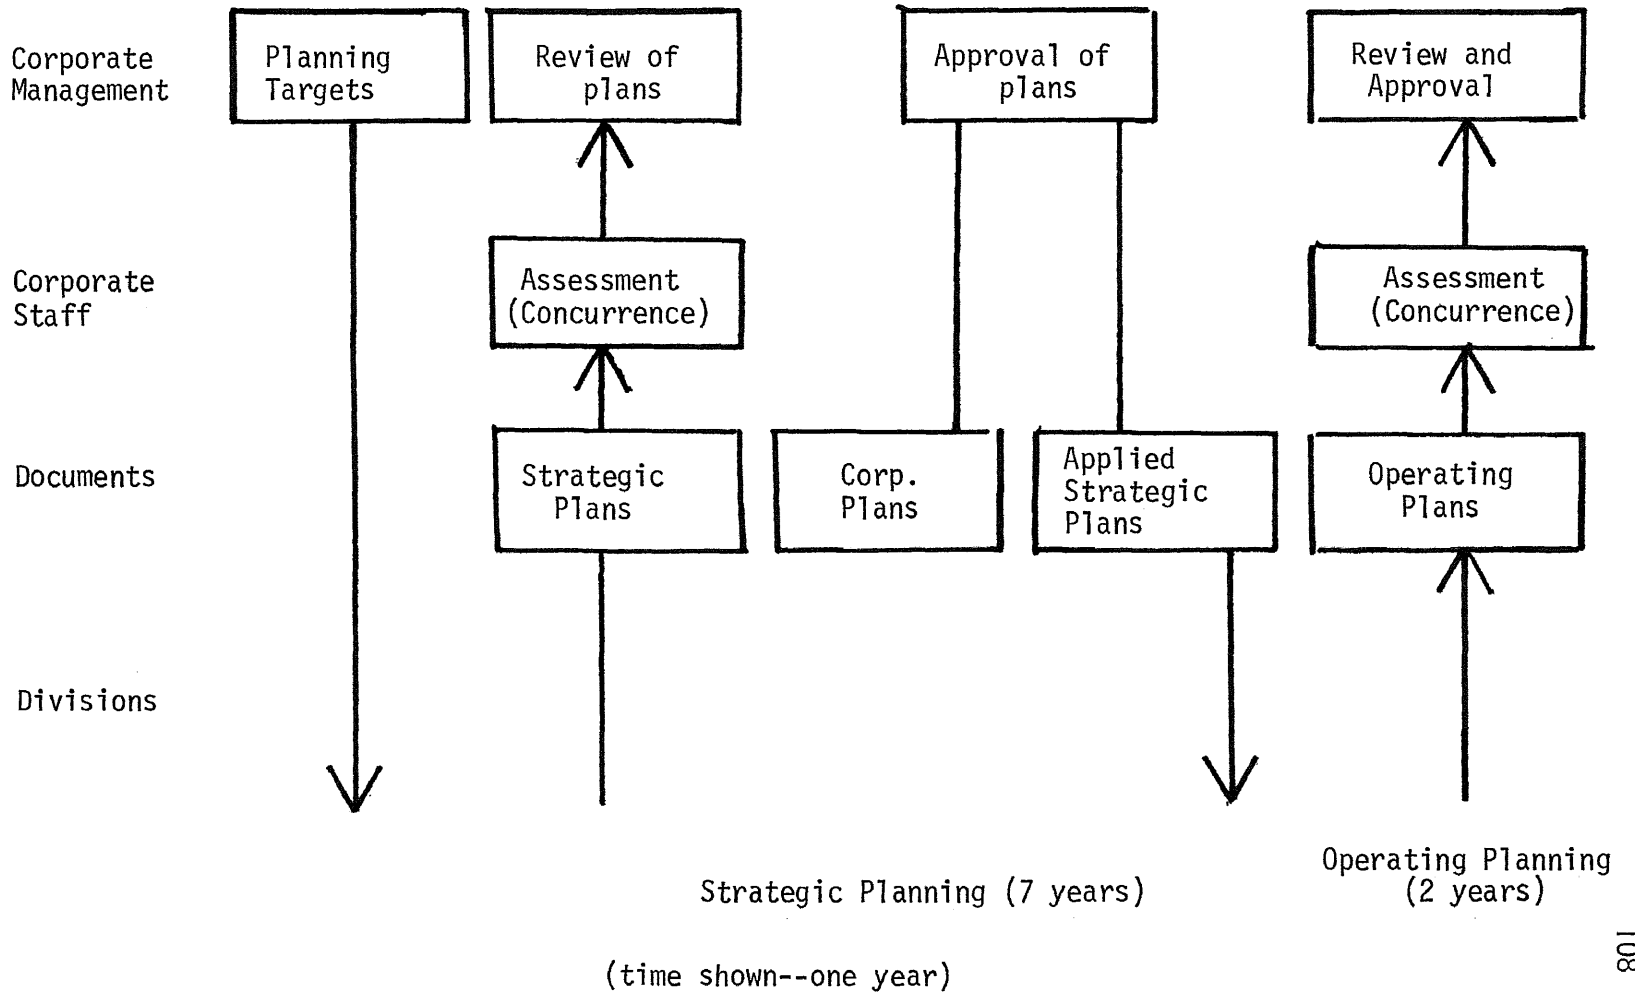 Corporate
Management
Planning
Targets
Review of
plans
Approval of
plans
Review and
Approval
Corporate
Staff
Assessment
(Concurrence)
Assessment
(Concurrence)
Documents
Strategic
Plans
Corp.
Plans
Applied
Strategic
Plans
Operating
Plans
Divisions
Strategic Planning (7 years)
Operating Planning
(2 years)
(time shown--one year)
108